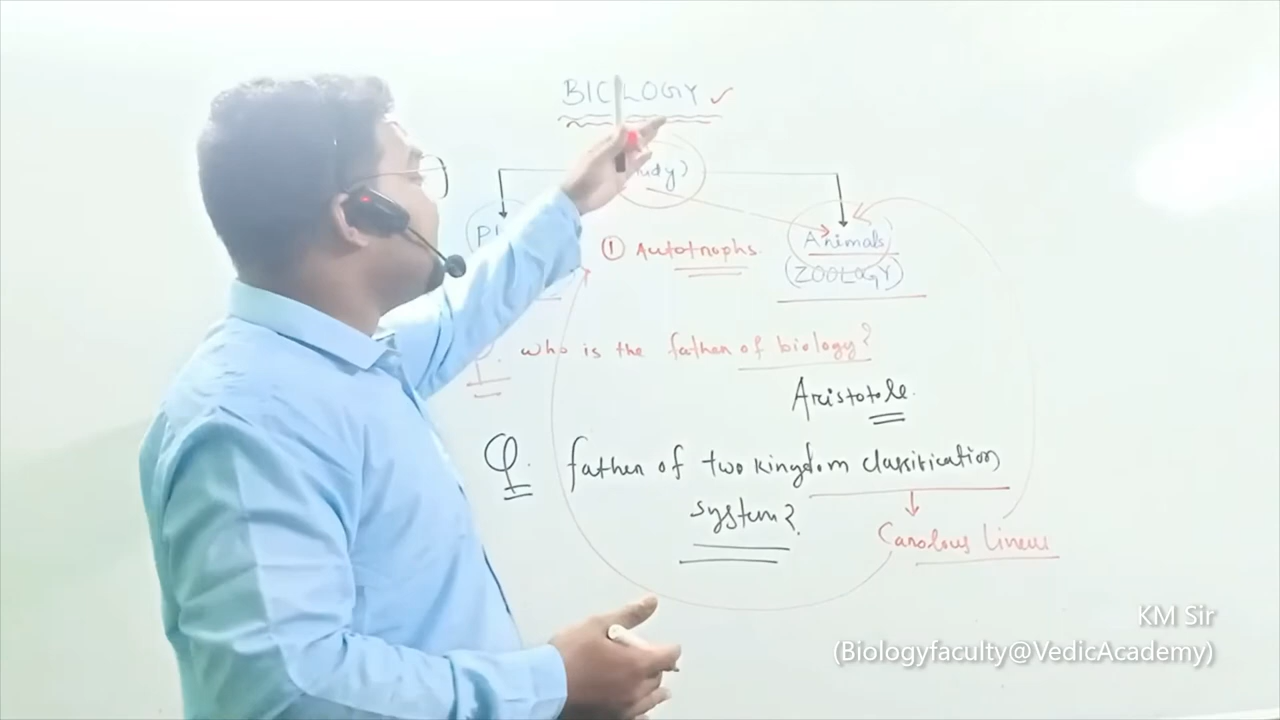 BIOLOGY
Animals
① Autotrophs.
(ZOOLOGY)
Q. who is the father of biology?
Aristotole.
Q. father of two kingdom classification
system?
Carolous Lineus
KM Sir
(Biologyfaculty@VedicAcademy)